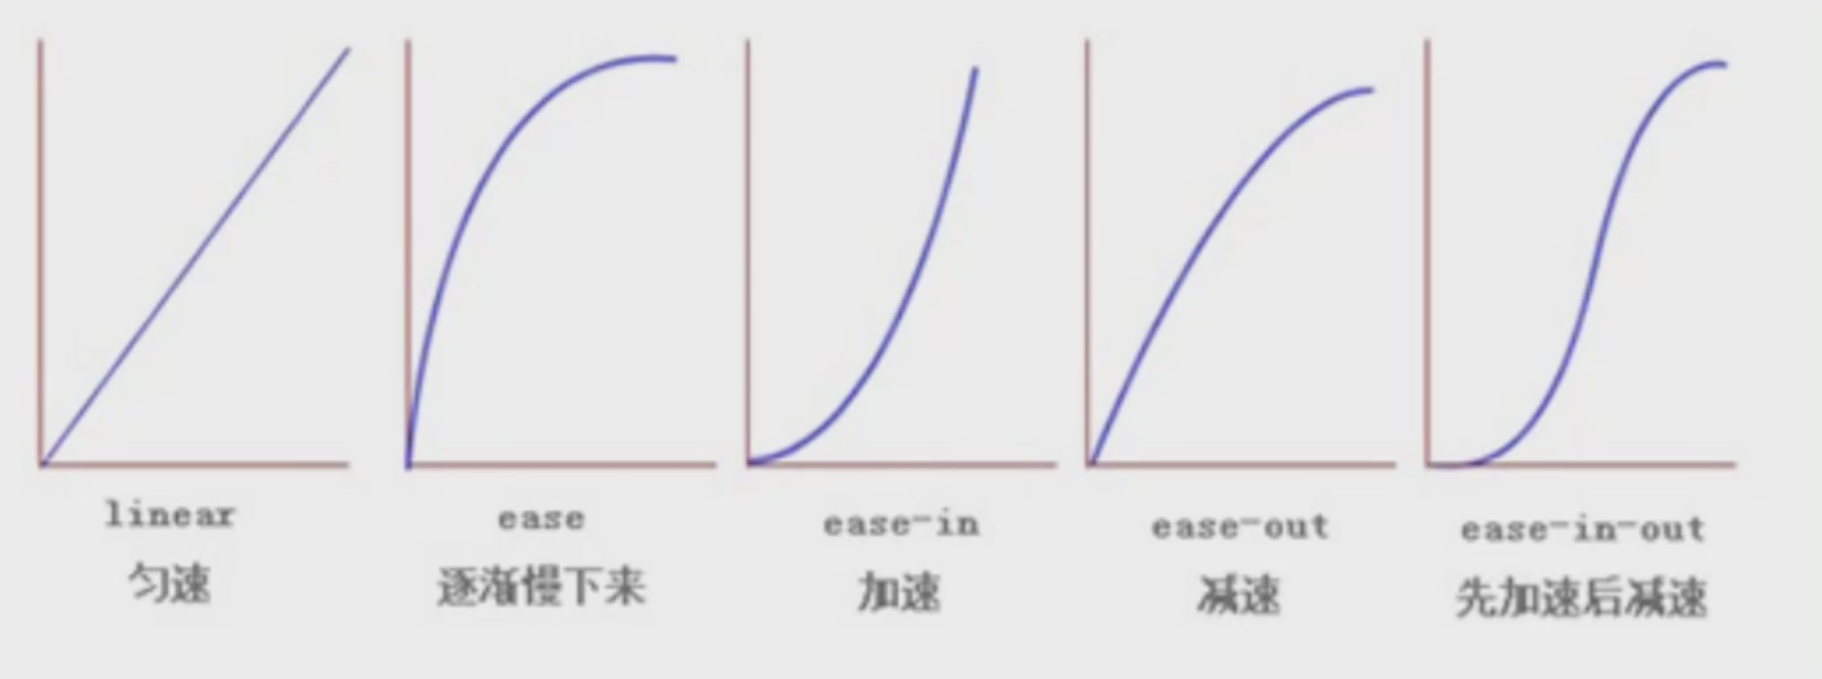 linear
匀速
ease
逐渐慢下来
ease-in
加速
ease-out
减速
ease-in-out
先加速后减速